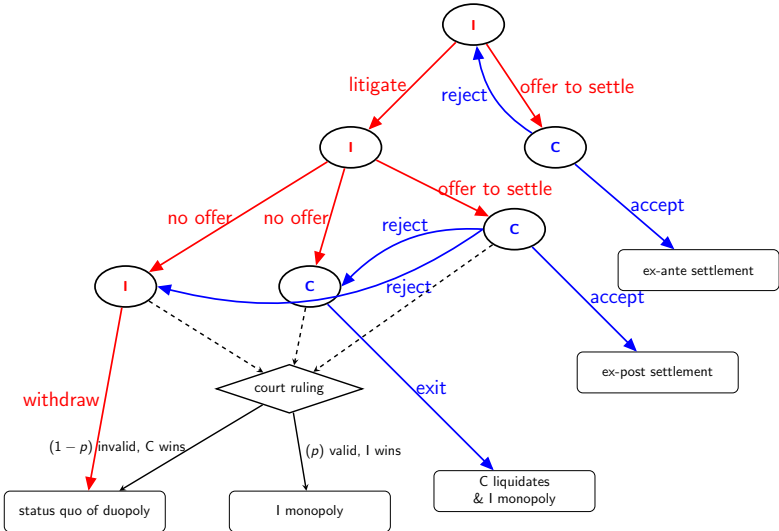 I
litigate
offer to settle
reject
I
C
accept
no offer
no offer
offer to settle
reject
C
ex-ante settlement
I
C
reject
accept
court ruling
ex-post settlement
withdraw
exit
(1 − p) invalid, C wins
(p) valid, I wins
status quo of duopoly
I monopoly
C liquidates
& I monopoly